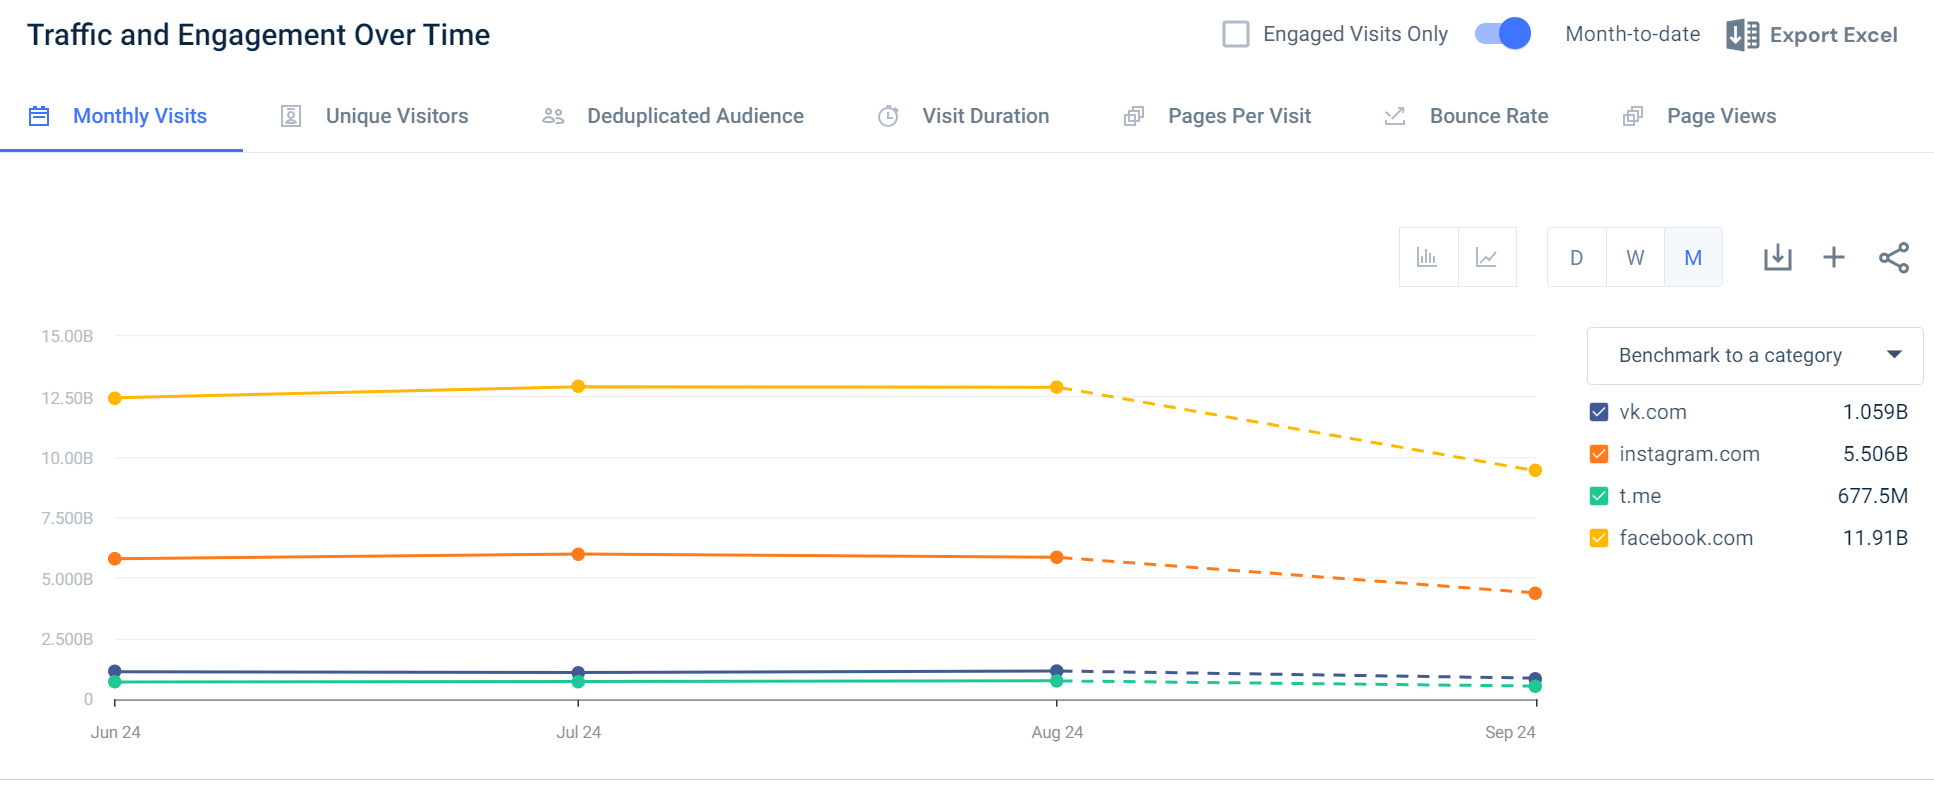 Traffic and Engagement Over Time
Engaged Visits Only
Month-to-date
Export Excel
Monthly Visits
Unique Visitors
Deduplicated Audience
Visit Duration
Pages Per Visit
Bounce Rate
Page Views
D
W
M
15.00B
12.50B
10.00B
7.500B
5.000B
2.500B
0
Jun 24
Jul 24
Aug 24
Sep 24
Benchmark to a category
vk.com 1.059B
instagram.com 5.506B
t.me 677.5M
facebook.com 11.91B